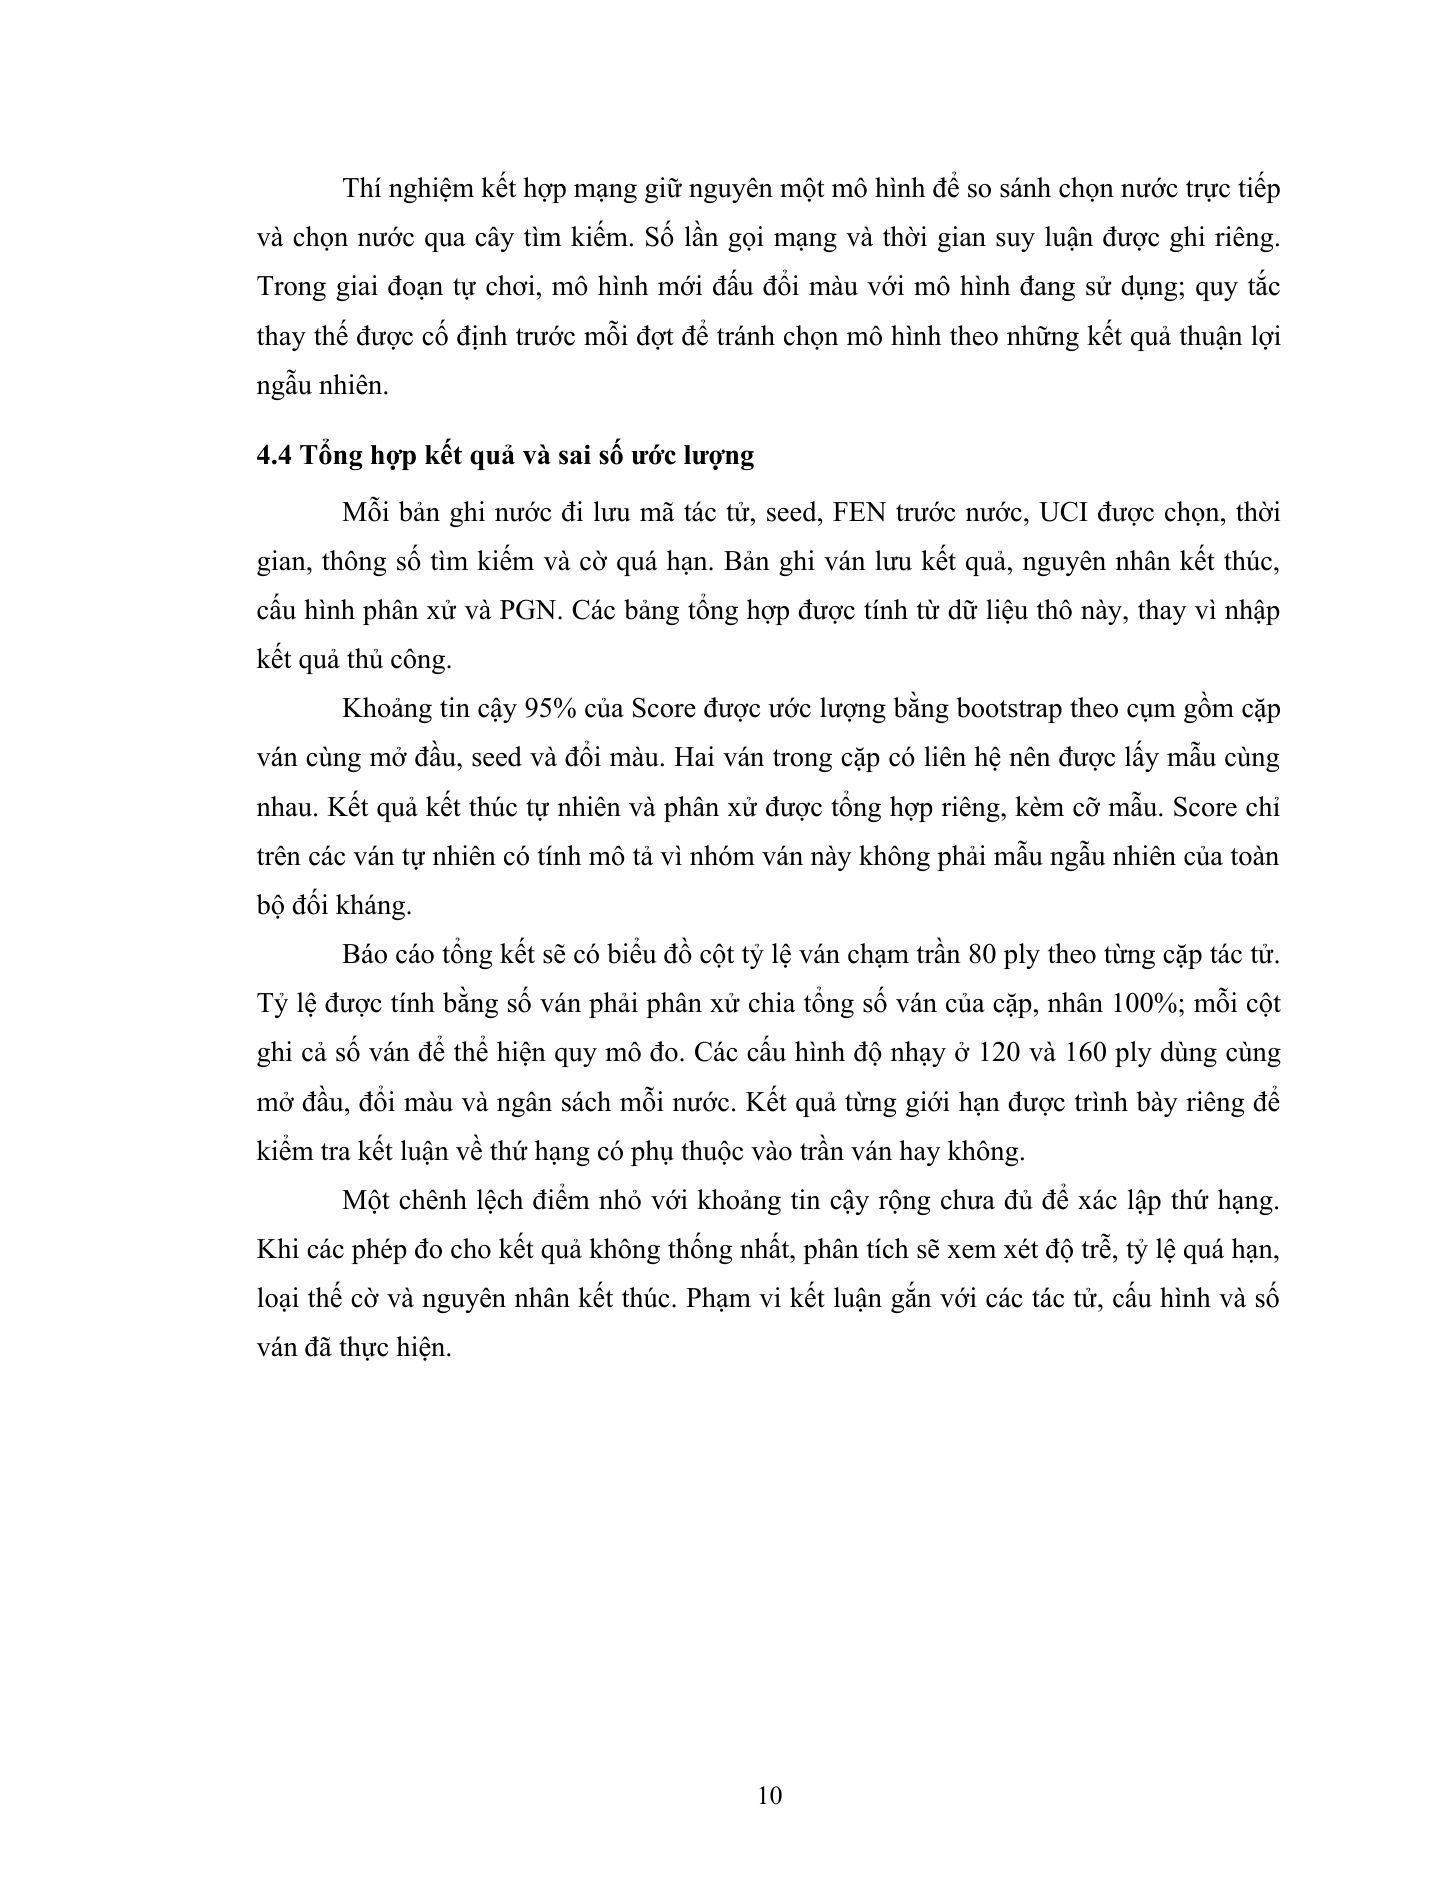 Thí nghiệm kết hợp mạng giữ nguyên một mô hình để so sánh chọn nước trực tiếp
và chọn nước qua cây tìm kiếm. Số lần gọi mạng và thời gian suy luận được ghi riêng.
Trong giai đoạn tự chơi, mô hình mới đấu đổi màu với mô hình đang sử dụng; quy tắc
thay thế được cố định trước mỗi đợt để tránh chọn mô hình theo những kết quả thuận lợi
ngẫu nhiên.
4.4 Tổng hợp kết quả và sai số ước lượng
Mỗi bản ghi nước đi lưu mã tác tử, seed, FEN trước nước, UCI được chọn, thời
gian, thông số tìm kiếm và cờ quá hạn. Bản ghi ván lưu kết quả, nguyên nhân kết thúc,
cấu hình phân xử và PGN. Các bảng tổng hợp được tính từ dữ liệu thô này, thay vì nhập
kết quả thủ công.
Khoảng tin cậy 95% của Score được ước lượng bằng bootstrap theo cụm gồm cặp
ván cùng mở đầu, seed và đổi màu. Hai ván trong cặp có liên hệ nên được lấy mẫu cùng
nhau. Kết quả kết thúc tự nhiên và phân xử được tổng hợp riêng, kèm cỡ mẫu. Score chỉ
trên các ván tự nhiên có tính mô tả vì nhóm ván này không phải mẫu ngẫu nhiên của toàn
bộ đối kháng.
Báo cáo tổng kết sẽ có biểu đồ cột tỷ lệ ván chạm trần 80 ply theo từng cặp tác tử.
Tỷ lệ được tính bằng số ván phải phân xử chia tổng số ván của cặp, nhân 100%; mỗi cột
ghi cả số ván để thể hiện quy mô đo. Các cấu hình độ nhạy ở 120 và 160 ply dùng cùng
mở đầu, đổi màu và ngân sách mỗi nước. Kết quả từng giới hạn được trình bày riêng để
kiểm tra kết luận về thứ hạng có phụ thuộc vào trần ván hay không.
Một chênh lệch điểm nhỏ với khoảng tin cậy rộng chưa đủ để xác lập thứ hạng.
Khi các phép đo cho kết quả không thống nhất, phân tích sẽ xem xét độ trễ, tỷ lệ quá hạn,
loại thế cờ và nguyên nhân kết thúc. Phạm vi kết luận gắn với các tác tử, cấu hình và số
ván đã thực hiện.
10